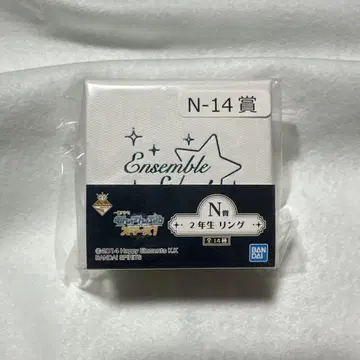 N-14賞
Ensemble
N賞
2年生 リング
全14種
©2014 Happy Elements K.K
BANDAI SPIRITS
BANDAI